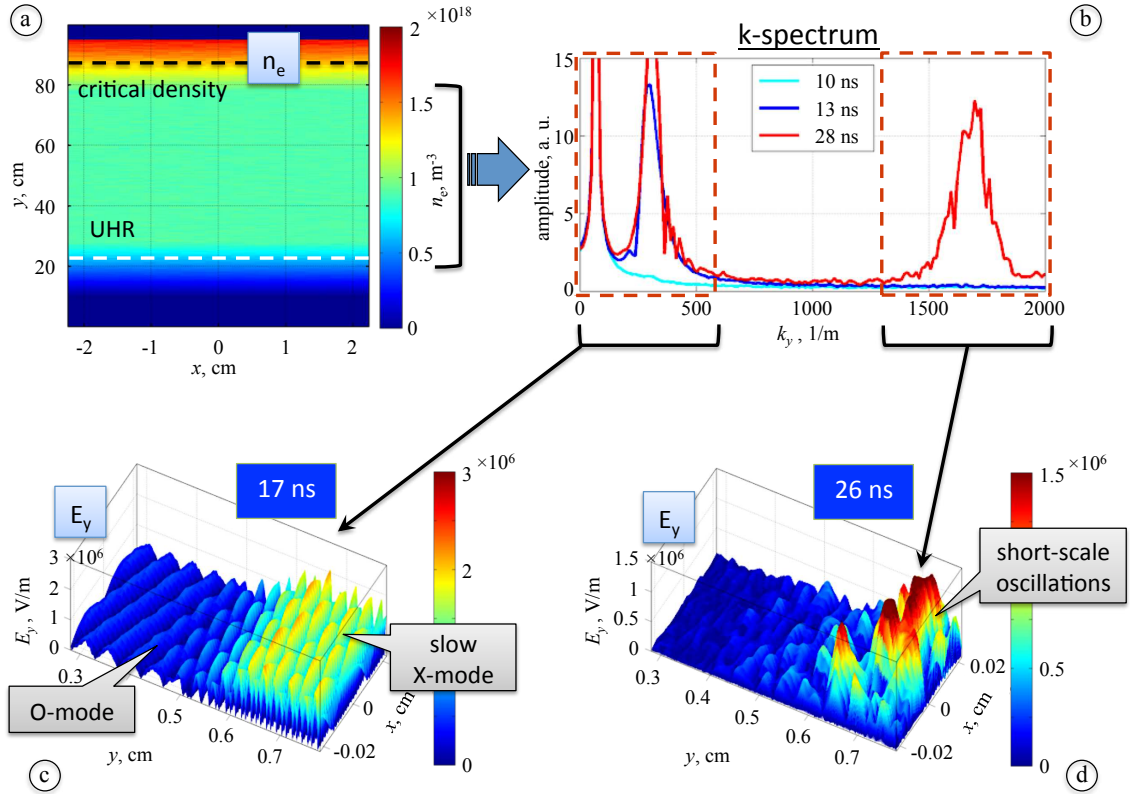 a
×10^18
2
1.5
1
0.5
0
n_e, m^-3
n_e
critical density
UHR
80
60
40
20
y, cm
-2
-1
0
1
2
x, cm
b
k-spectrum
10 ns
13 ns
28 ns
15
10
5
0
amplitude, a. u.
0
500
1000
1500
2000
k_y , 1/m
17 ns
E_y
3 ×10^6
2
1
0
E_y, V/m
0.3
0.5
0.6
0.7
y, cm
-0.02
0
x, cm
O-mode
slow
X-mode
×10^6
3
2
0
c
26 ns
E_y
1.5 ×10^6
1
0.5
0
E_y, V/m
0.3
0.4
0.5
0.6
0.7
y, cm
-0.02
0
0.02
x, cm
short-scale
oscillations
×10^6
1.5
0.5
0
d